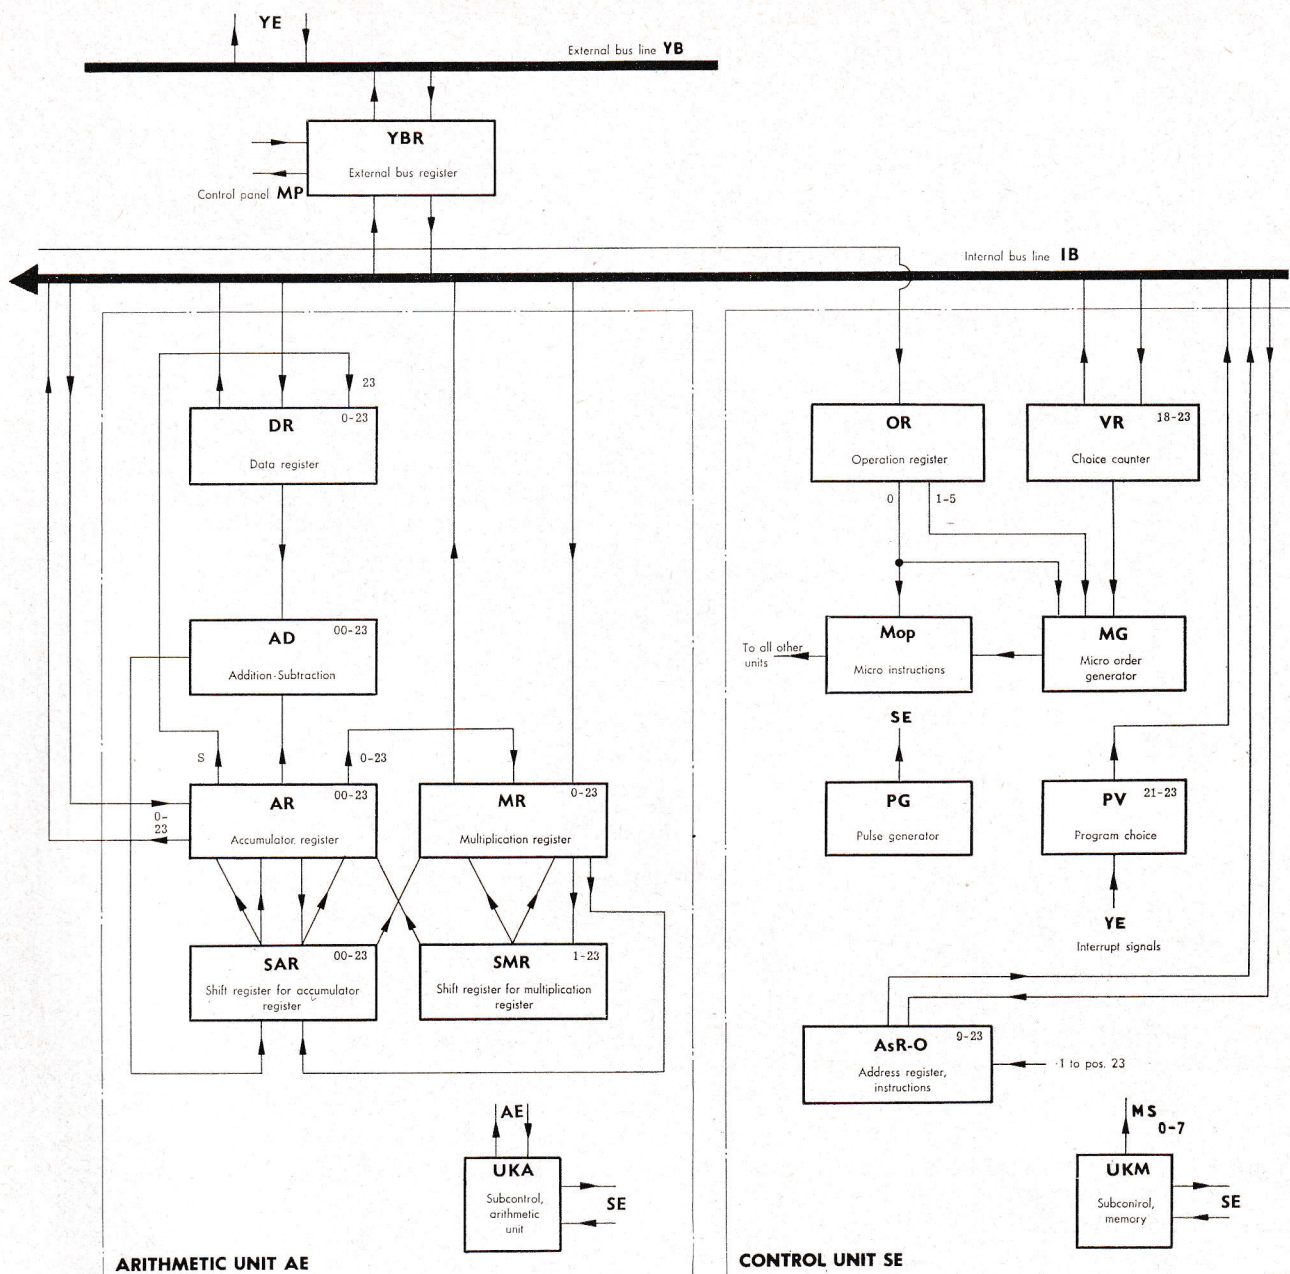 YE
External bus line YB
YBR
External bus register
Control panel MP
Internal bus line IB
23
DR 0-23
Data register
OR
Operation register
VR 18-23
Choice counter
0 1-5
AD 00-23
Addition-Subtraction
Mop
Micro instructions
MG
Micro order
generator
To all other
units
SE
S 0-23
AR 00-23
Accumulator register
0-
23
MR 0-23
Multiplication register
PG
Pulse generator
PV 21-23
Program choice
YE
Interrupt signals
SAR 00-23
Shift register for accumulator
register
SMR 1-23
Shift register for multiplication
register
AsR-O 9-23
Address register,
instructions
-1 to pos. 23
AE
UKA
Subcontrol,
arithmetic
unit
SE
MS
0-7
UKM
Subconirol,
memory
SE
ARITHMETIC UNIT AE
CONTROL UNIT SE